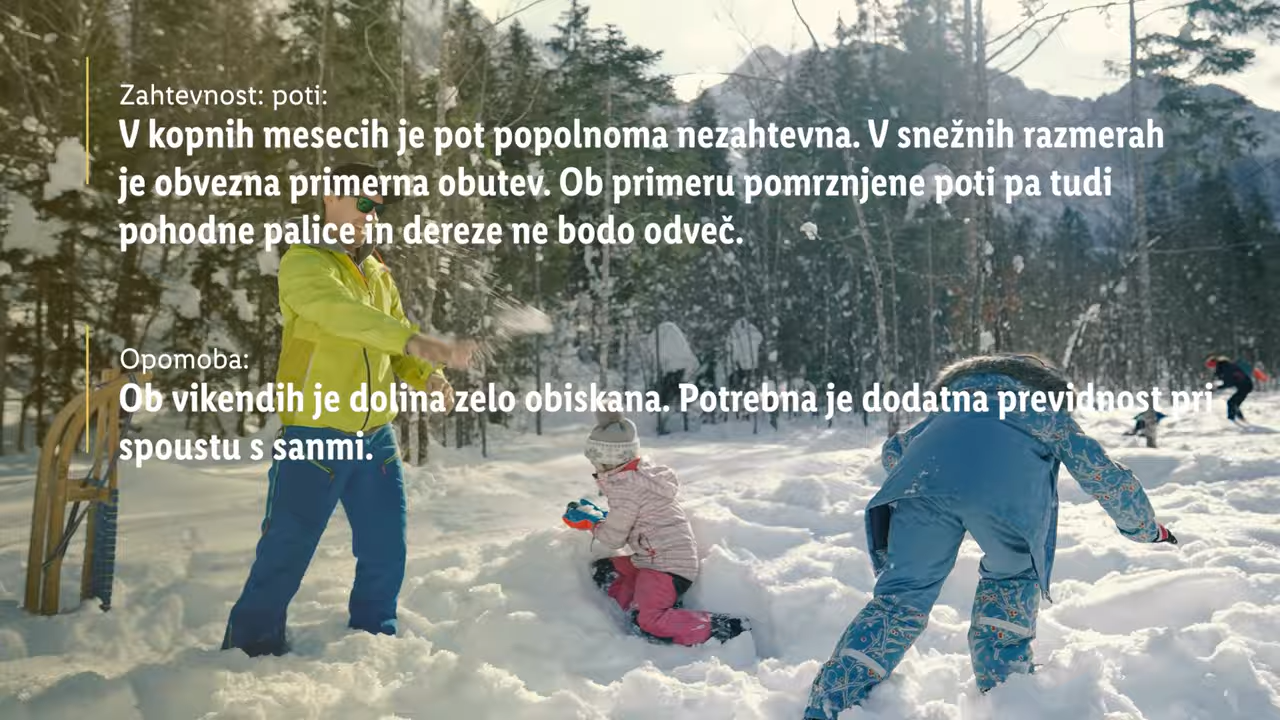 Zahtevnost: poti:
V kopnih mesecih je pot popolnoma nezahtevna. V snežnih razmerah
je obvezna primerna obutev. Ob primeru pomrznjene poti pa tudi
pohodne palice in dereze ne bodo odveč.
Opomoba:
Ob vikendih je dolina zelo obiskana. Potrebna je dodatna previdnost pri
spoustu s sanmi.